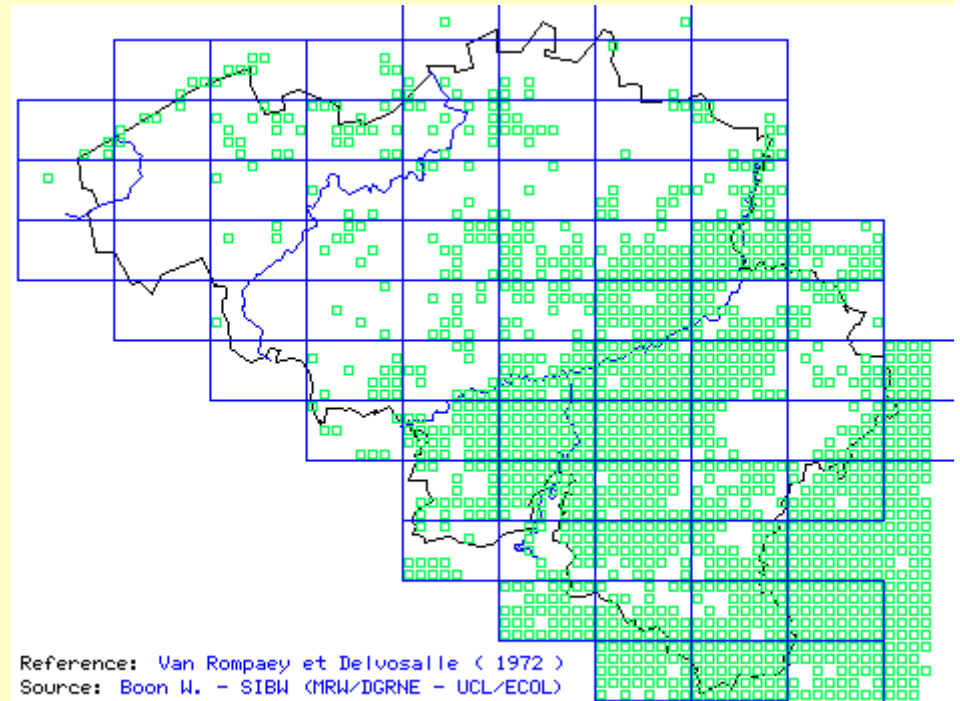 Reference: Van Rompaey et Delvosalle ( 1972 )
Source: Boon W. - SIBW (MRW/DGRNE - UCL/ECOL)